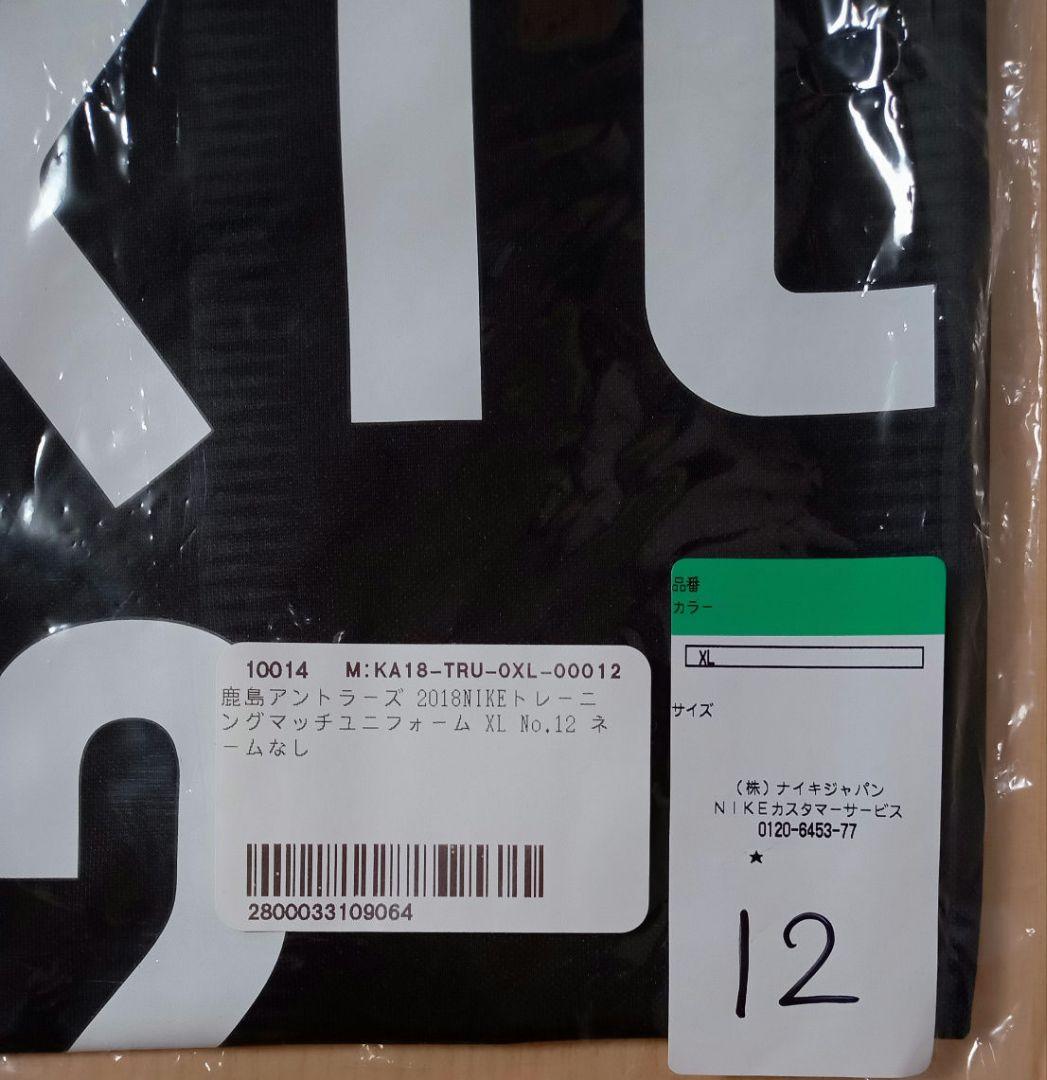 10014 M:KA18-TRU-0XL-00012
鹿島アントラーズ 2018NIKEトレーニ
ングマッチユニフォーム XL No.12 ネ
ームなし
2800033109064
品番
カラー
XL
サイズ
(株)ナイキジャパン
NIKEカスタマーサービス
0120-6453-77
★
12